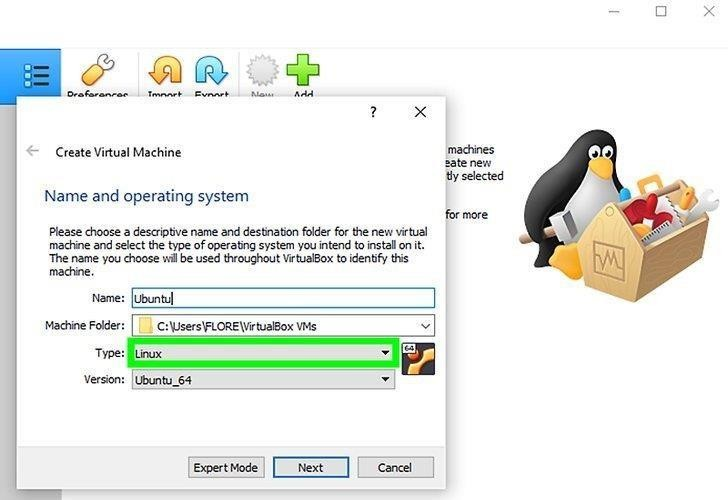 Preferences
Import
Export
New
Add
machines
eate new
tly selected
for more
?
Create Virtual Machine
Name and operating system
Please choose a descriptive name and destination folder for the new virtual
machine and select the type of operating system you intend to install on it.
The name you choose will be used throughout VirtualBox to identify this
machine.
Name: Ubuntu
Machine Folder: C:\Users\FLORE\VirtualBox VMs
Type: Linux
64
Version: Ubuntu_64
Expert Mode
Next
Cancel